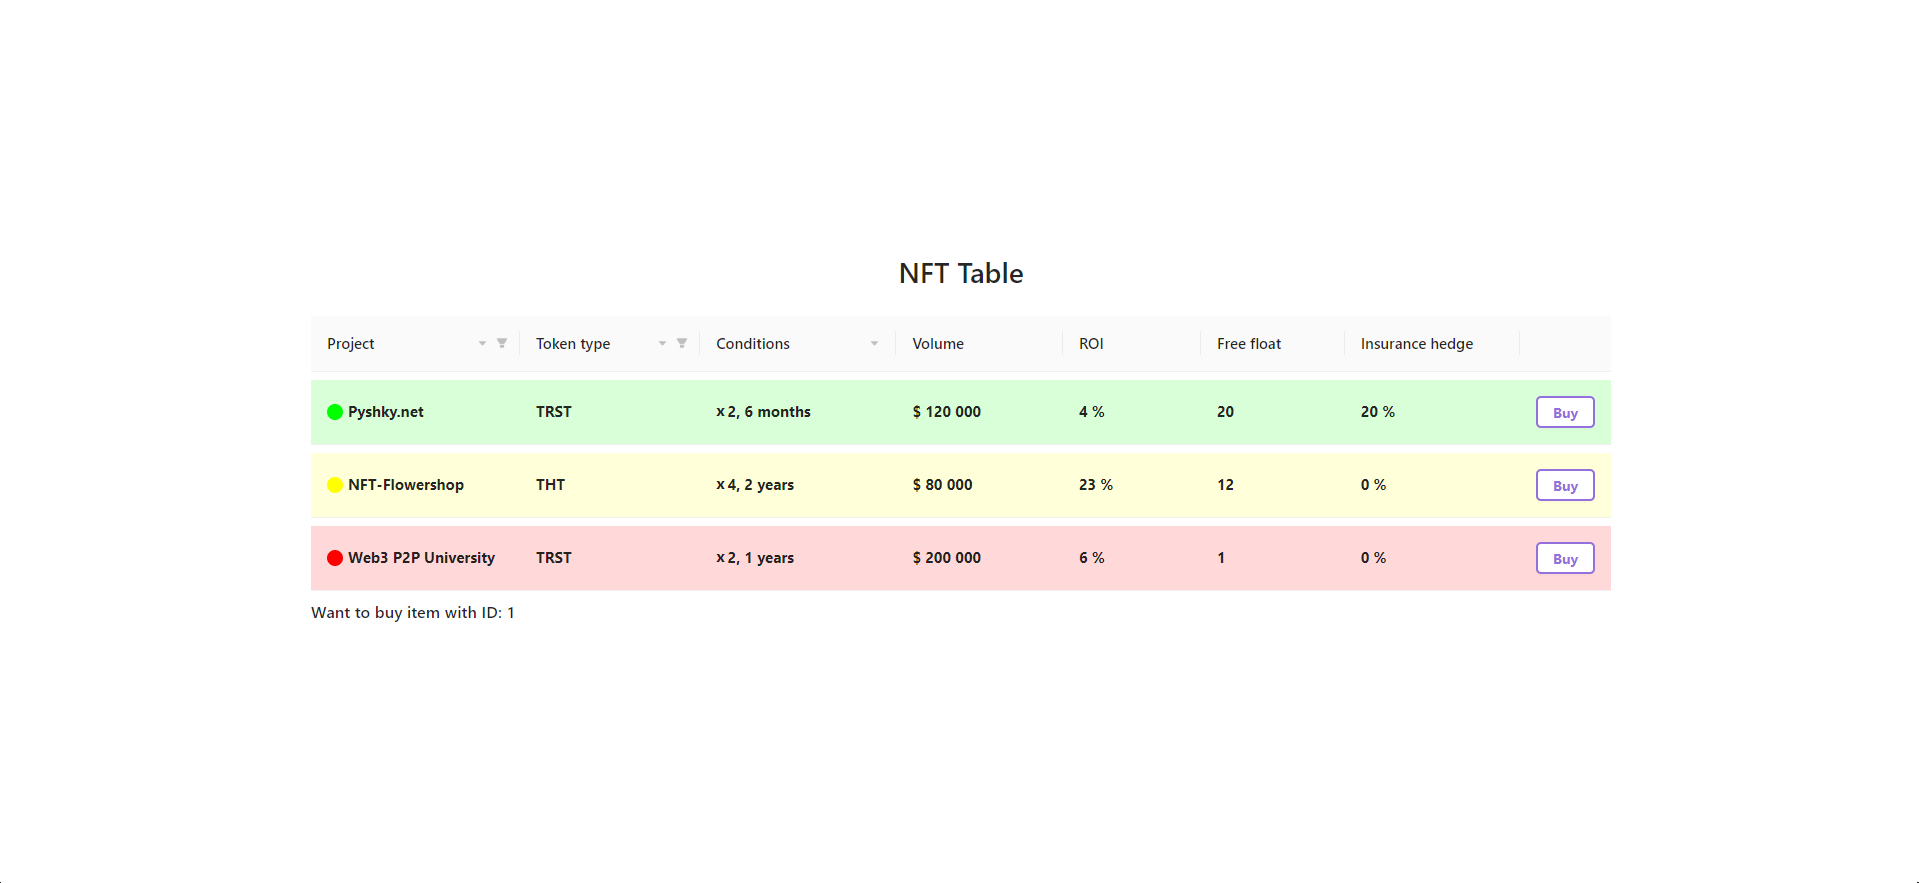 NFT Table
Project Token type Conditions Volume ROI Free float Insurance hedge
Pyshky.net TRST x 2, 6 months $ 120 000 4 % 20 20 % Buy
NFT-Flowershop THT x 4, 2 years $ 80 000 23 % 12 0 % Buy
Web3 P2P University TRST x 2, 1 years $ 200 000 6 % 1 0 % Buy
Want to buy item with ID: 1